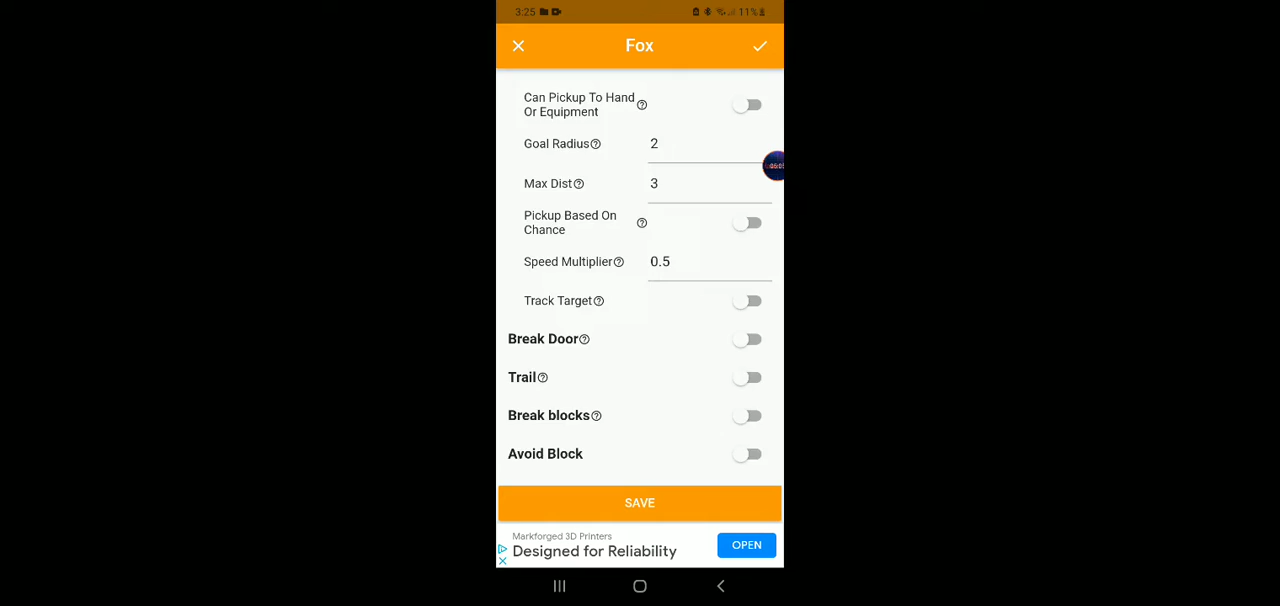 3:25
11%
Fox
Can Pickup To Hand
Or Equipment
Goal Radius
2
Max Dist
3
Pickup Based On
Chance
Speed Multiplier
0.5
Track Target
Break Door
Trail
Break blocks
Avoid Block
SAVE
Markforged 3D Printers
Designed for Reliability
OPEN